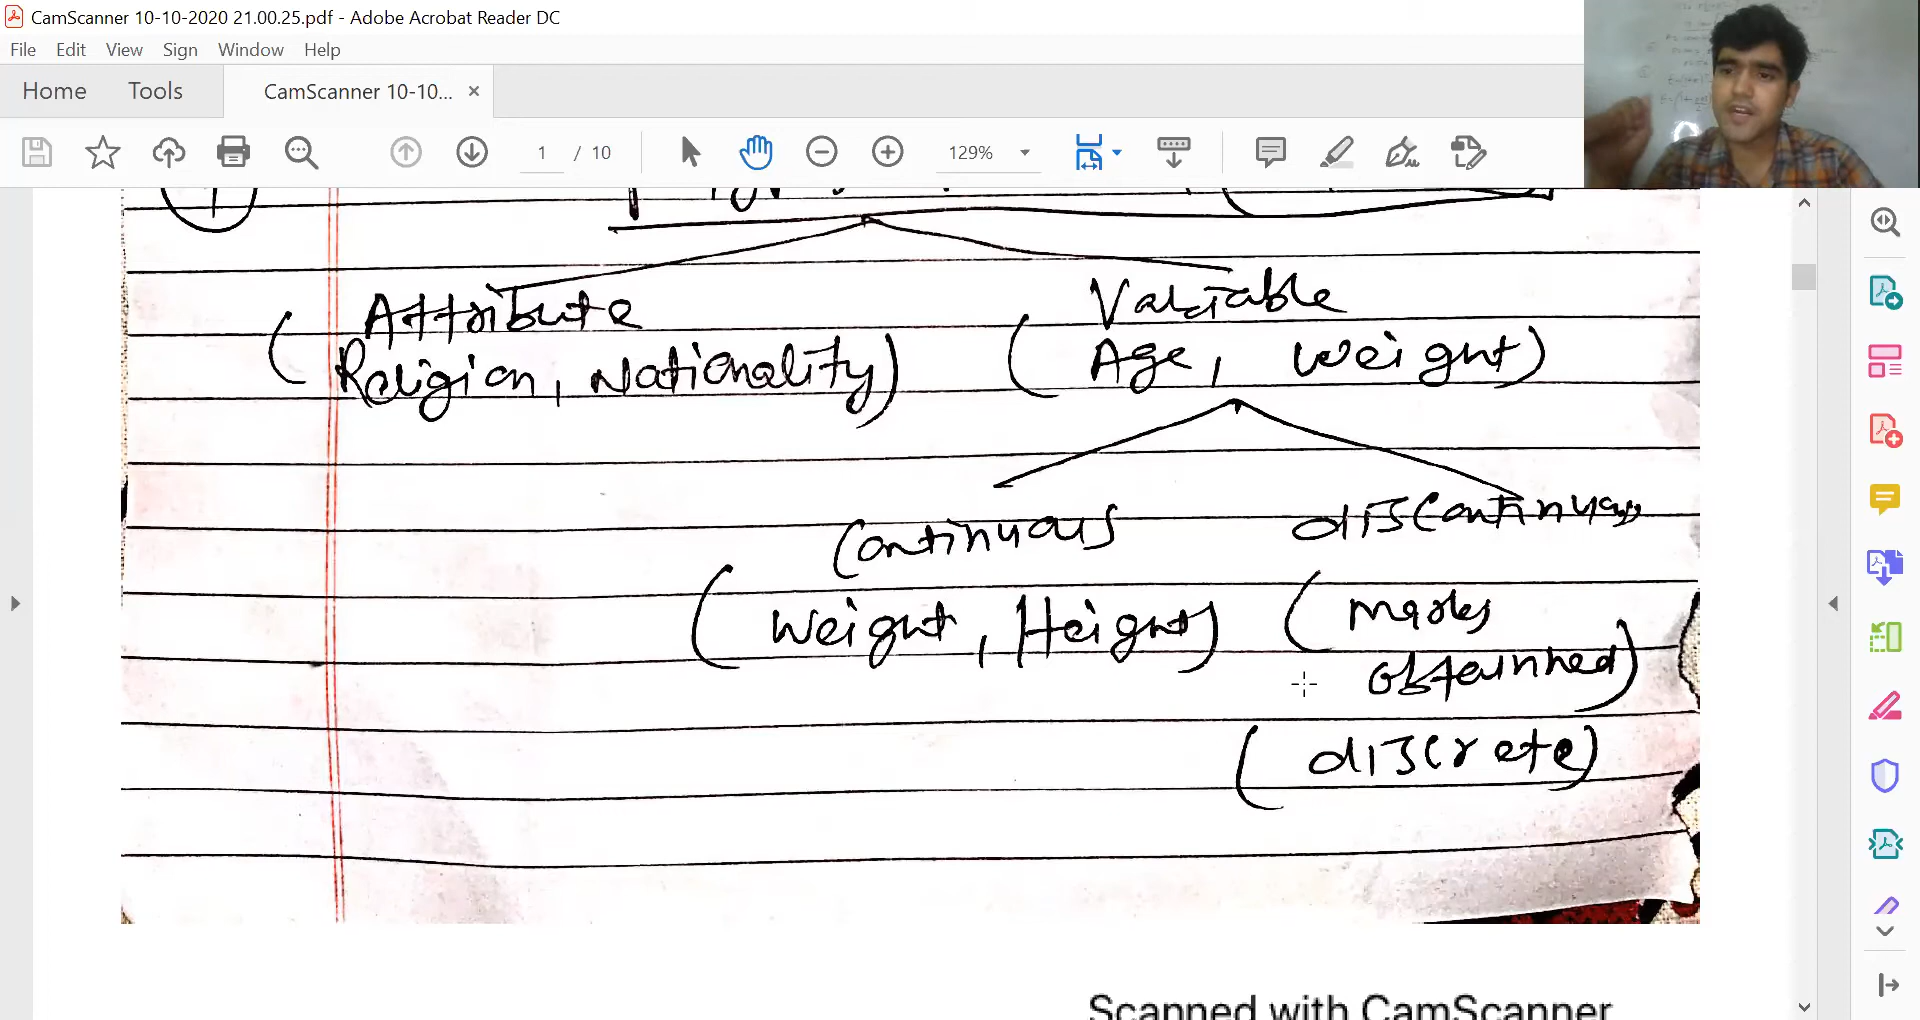 CamScanner 10-10-2020 21.00.25.pdf - Adobe Acrobat Reader DC
File Edit View Sign Window Help
Home Tools CamScanner 10-10... ×
1 / 10 129%
1
Attribute Variable
(Religion, Nationality) (Age, Weight)
Continuous discontinuous
(Weight, Height) (Marks
obtainned)
(discrete)
Scanned with CamScanner